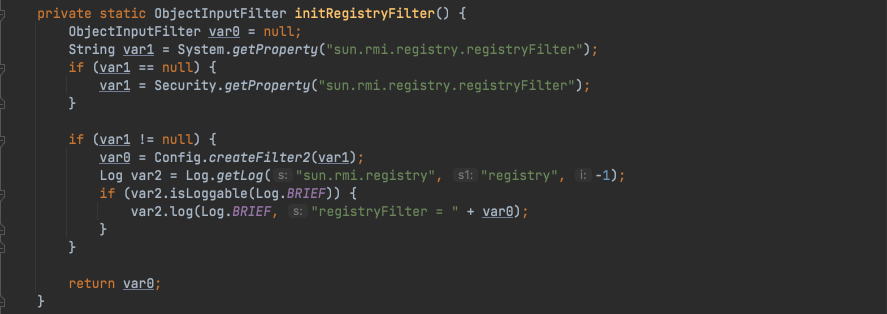 private static ObjectInputFilter initRegistryFilter() {
    ObjectInputFilter var0 = null;
    String var1 = System.getProperty("sun.rmi.registry.registryFilter");
    if (var1 == null) {
        var1 = Security.getProperty("sun.rmi.registry.registryFilter");
    }

    if (var1 != null) {
        var0 = Config.createFilter2(var1);
        Log var2 = Log.getLog( s: "sun.rmi.registry", s1: "registry", i: -1);
        if (var2.isLoggable(Log.BRIEF)) {
            var2.log(Log.BRIEF, s: "registryFilter = " + var0);
        }
    }

    return var0;
}